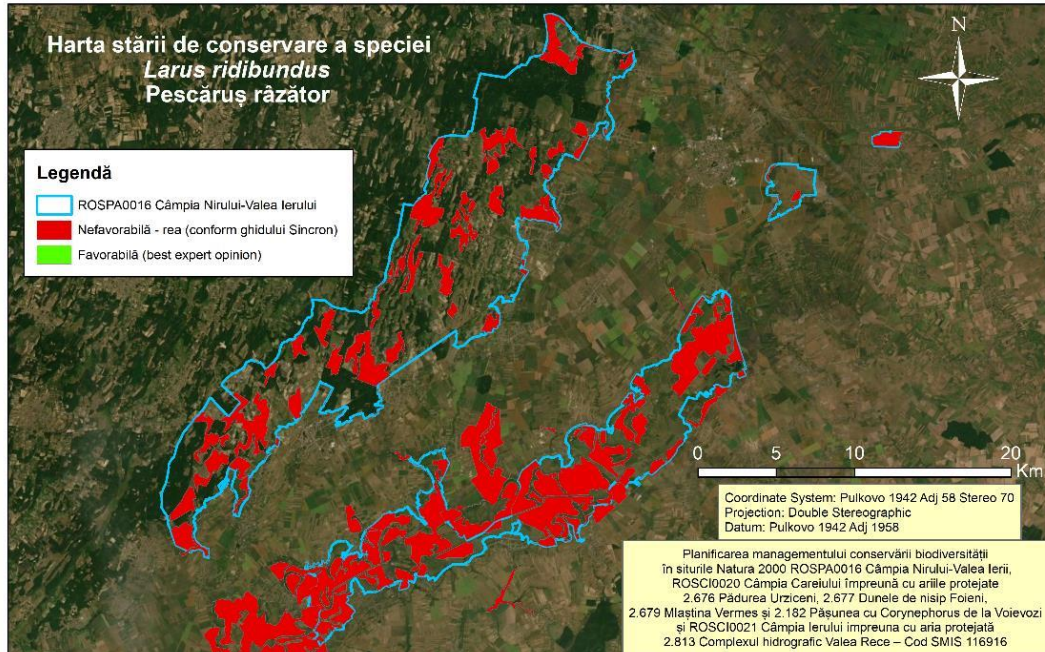 Harta stării de conservare a speciei
Larus ridibundus
Pescăruș râzător
N
Legendă
ROSPA0016 Câmpia Nirului-Valea Ierului
Nefavorabilă - rea (conform ghidului Sincron)
Favorabilă (best expert opinion)
0 5 10 20
Km
Coordinate System: Pulkovo 1942 Adj 58 Stereo 70
Projection: Double Stereographic
Datum: Pulkovo 1942 Adj 1958
Planificarea managementului conservării biodiversității
în siturile Natura 2000 ROSPA0016 Câmpia Nirului-Valea Ierii,
ROSCI0020 Câmpia Careiului împreună cu ariile protejate
2.676 Pădurea Urziceni, 2.677 Dunele de nisip Foieni,
2.679 Mlaștina Vermes și 2.182 Pășunea cu Corynephorus de la Voievozi
și ROSCI0021 Câmpia Ierului impreuna cu aria protejată
2.813 Complexul hidrografic Valea Rece – Cod SMIS 116916